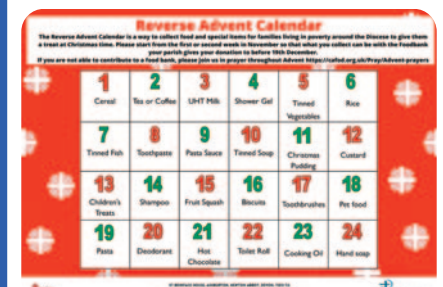 Reverse Advent Calendar
The Reverse Advent Calendar is a way to collect food and special items for families living in poverty around the Diocese to give them
a treat at Christmas time. Please start from the first or second week in November so that what you collect can be with the Foodbank
your parish gives your donation to before 19th December.
If you are not able to contribute to a food bank, please join us in prayer throughout Advent https://cafod.org.uk/Pray/Advent-prayers
1 2 3 4 5 6
Cereal Tea or Coffee UHT Milk Shower Gel Tinned Rice
Vegetables
7 8 9 10 11 12
Tinned Fish Toothpaste Pasta Sauce Tinned Soup Christmas Custard
Pudding
13 14 15 16 17 18
Children's Shampoo Fruit Squash Biscuits Toothbrushes Pet food
Treats
19 20 21 22 23 24
Pasta Deodorant Hot Toilet Roll Cooking Oil Hand soap
Chocolate